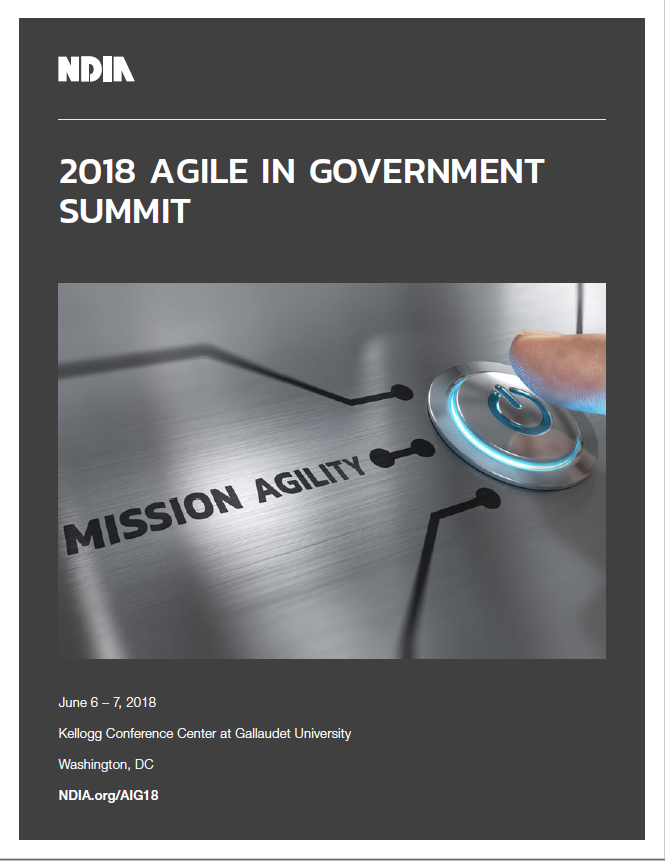 NDIA
2018 AGILE IN GOVERNMENT
SUMMIT
MISSION AGILITY
June 6 – 7, 2018
Kellogg Conference Center at Gallaudet University
Washington, DC
NDIA.org/AIG18